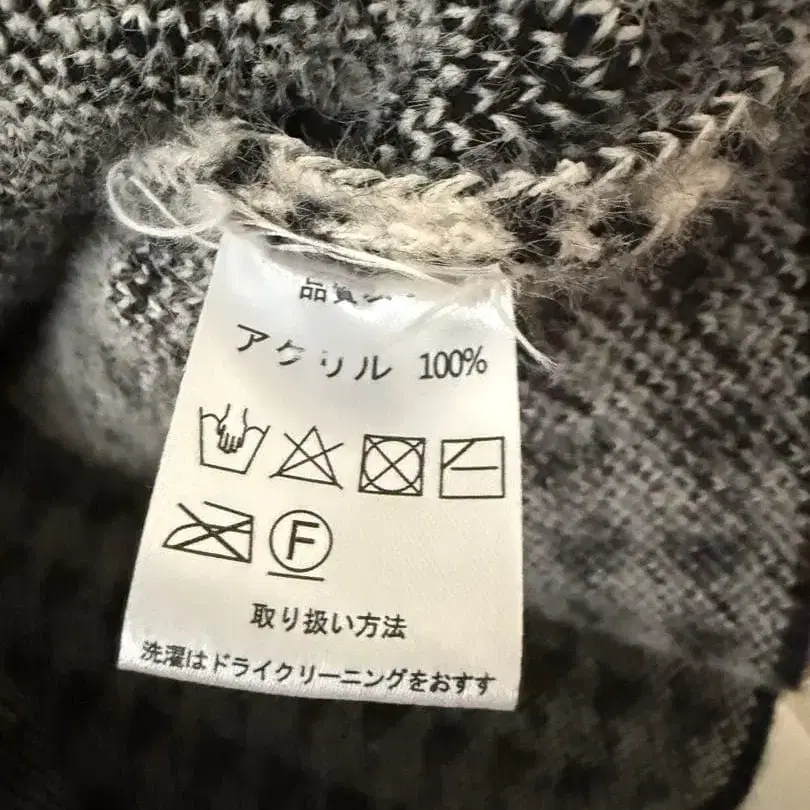 品質
アクリル 100%
F
取り扱い方法
洗濯はドライクリーニングをおすす